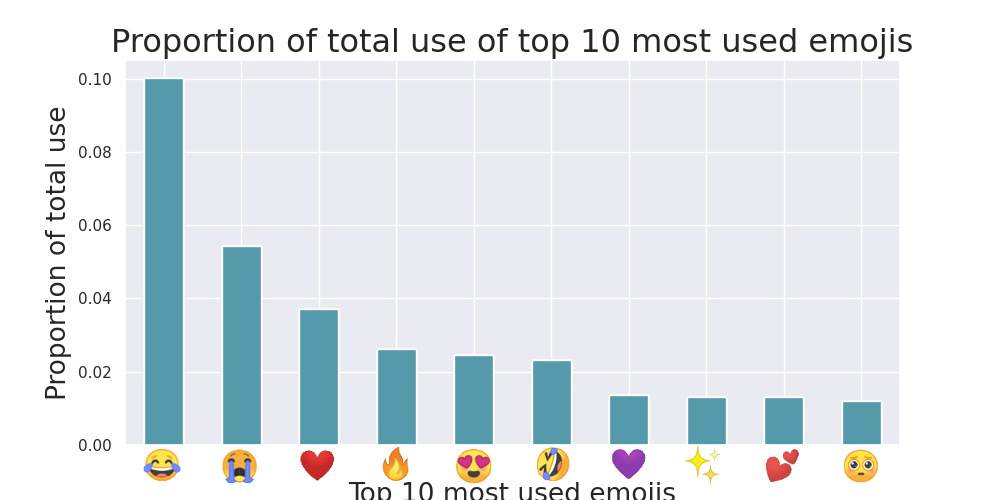 Proportion of total use of top 10 most used emojis
Proportion of total use
0.10
0.08
0.06
0.04
0.02
0.00
😂 😭 ❤️ 🔥 😍 🤣 💜 ✨ 💕 🥺
Top 10 most used emojis